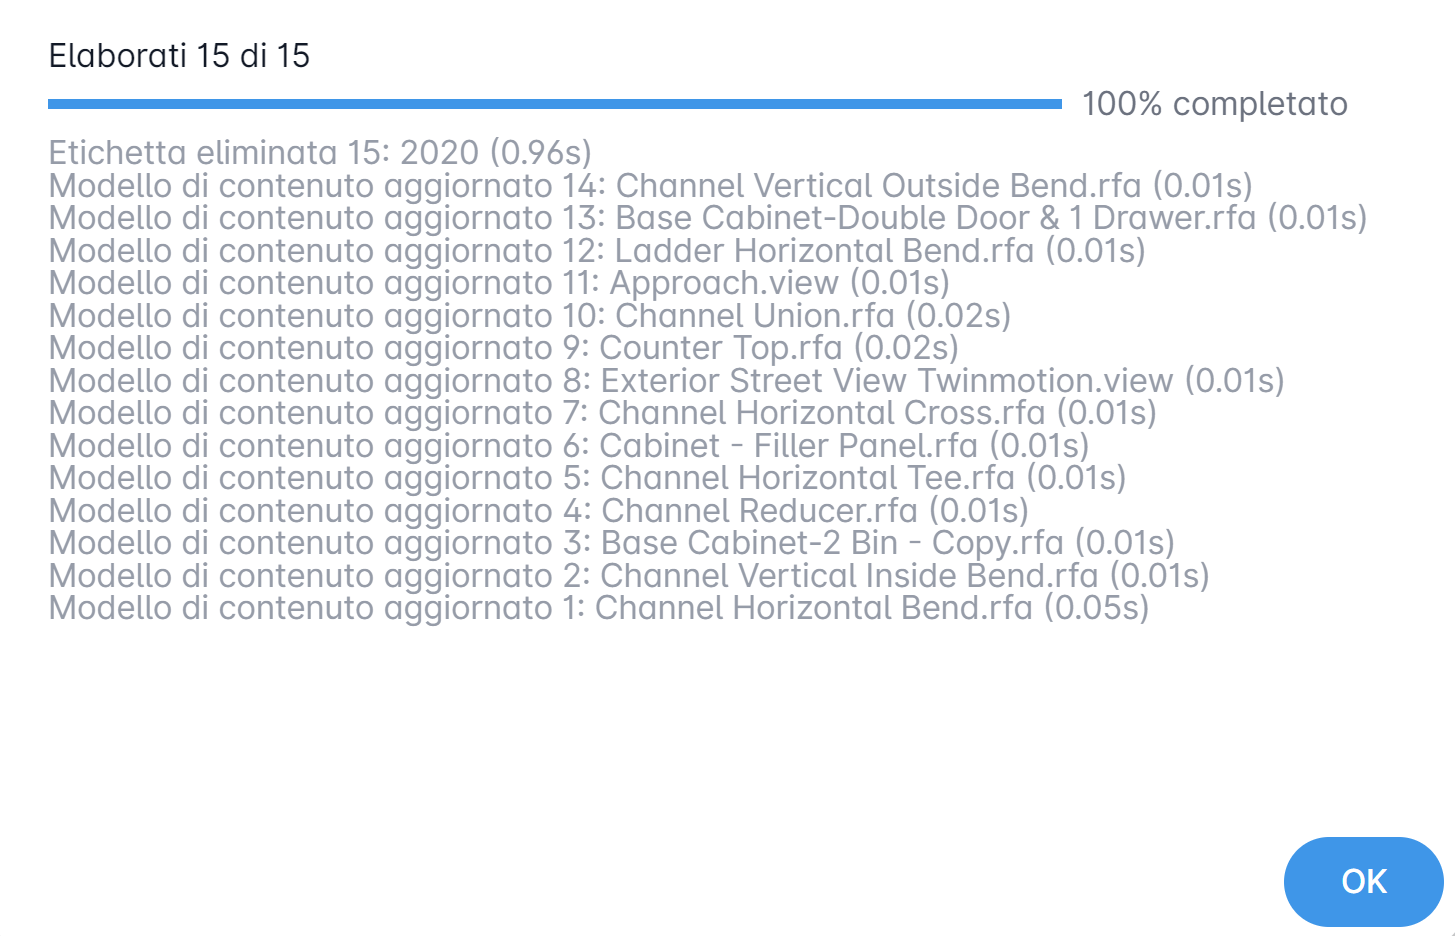 Elaborati 15 di 15
100% completato
Etichetta eliminata 15: 2020 (0.96s)
Modello di contenuto aggiornato 14: Channel Vertical Outside Bend.rfa (0.01s)
Modello di contenuto aggiornato 13: Base Cabinet-Double Door & 1 Drawer.rfa (0.01s)
Modello di contenuto aggiornato 12: Ladder Horizontal Bend.rfa (0.01s)
Modello di contenuto aggiornato 11: Approach.view (0.01s)
Modello di contenuto aggiornato 10: Channel Union.rfa (0.02s)
Modello di contenuto aggiornato 9: Counter Top.rfa (0.02s)
Modello di contenuto aggiornato 8: Exterior Street View Twinmotion.view (0.01s)
Modello di contenuto aggiornato 7: Channel Horizontal Cross.rfa (0.01s)
Modello di contenuto aggiornato 6: Cabinet - Filler Panel.rfa (0.01s)
Modello di contenuto aggiornato 5: Channel Horizontal Tee.rfa (0.01s)
Modello di contenuto aggiornato 4: Channel Reducer.rfa (0.01s)
Modello di contenuto aggiornato 3: Base Cabinet-2 Bin - Copy.rfa (0.01s)
Modello di contenuto aggiornato 2: Channel Vertical Inside Bend.rfa (0.01s)
Modello di contenuto aggiornato 1: Channel Horizontal Bend.rfa (0.05s)
OK